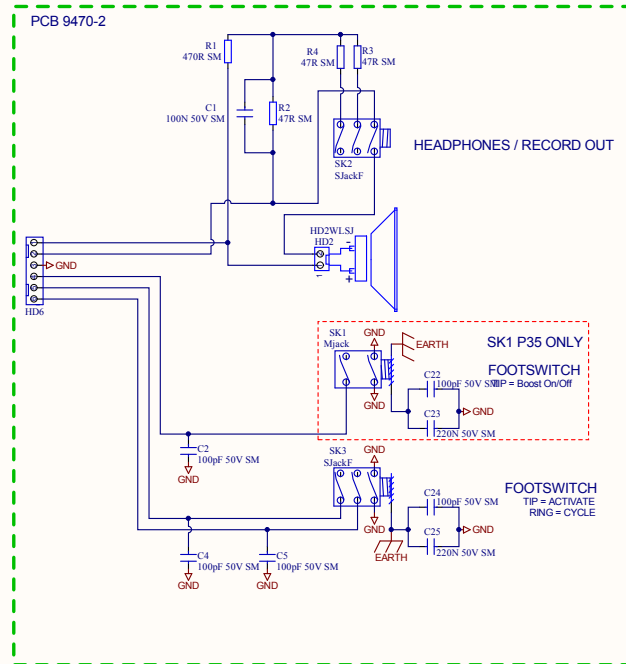 PCB 9470-2
R1
470R SM
R4
47R SM
R3
47R SM
C1
100N 50V SM
R2
47R SM
SK2
SJackF
HEADPHONES / RECORD OUT
HD2WLSJ
HD2
-
+
GND
HD6
SK1
Mjack
GND
EARTH
GND
SK1 P35 ONLY
FOOTSWITCH
TIP = Boost On/Off
C22
100pF 50V SM
C23
220N 50V SM
GND
C2
100pF 50V SM
GND
SK3
SJackF
GND
GND
EARTH
FOOTSWITCH
TIP = ACTIVATE
RING = CYCLE
C24
100pF 50V SM
C25
220N 50V SM
GND
C4
100pF 50V SM
GND
C5
100pF 50V SM
GND